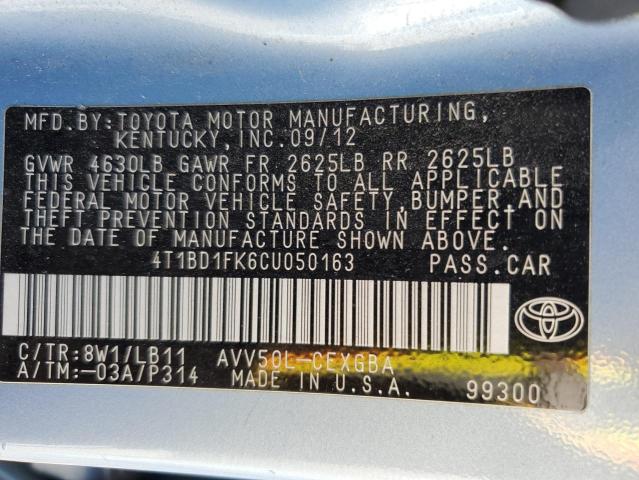 MFD.BY:TOYOTA MOTOR MANUFACTURING,
KENTUCKY,INC.09/12
GVWR 4630LB GAWR FR 2625LB RR 2625LB
THIS VEHICLE CONFORMS TO ALL APPLICABLE
FEDERAL MOTOR VEHICLE SAFETY,BUMPER,AND
THEFT PREVENTION STANDARDS IN EFFECT ON
THE DATE OF MANUFACTURE SHOWN ABOVE.
4T1BD1FK6CU050163 PASS.CAR
C/TR:8W1/LB11 AVV50L-CEXGBA
A/TM:-03A/P314 MADE IN U.S.A. 99300